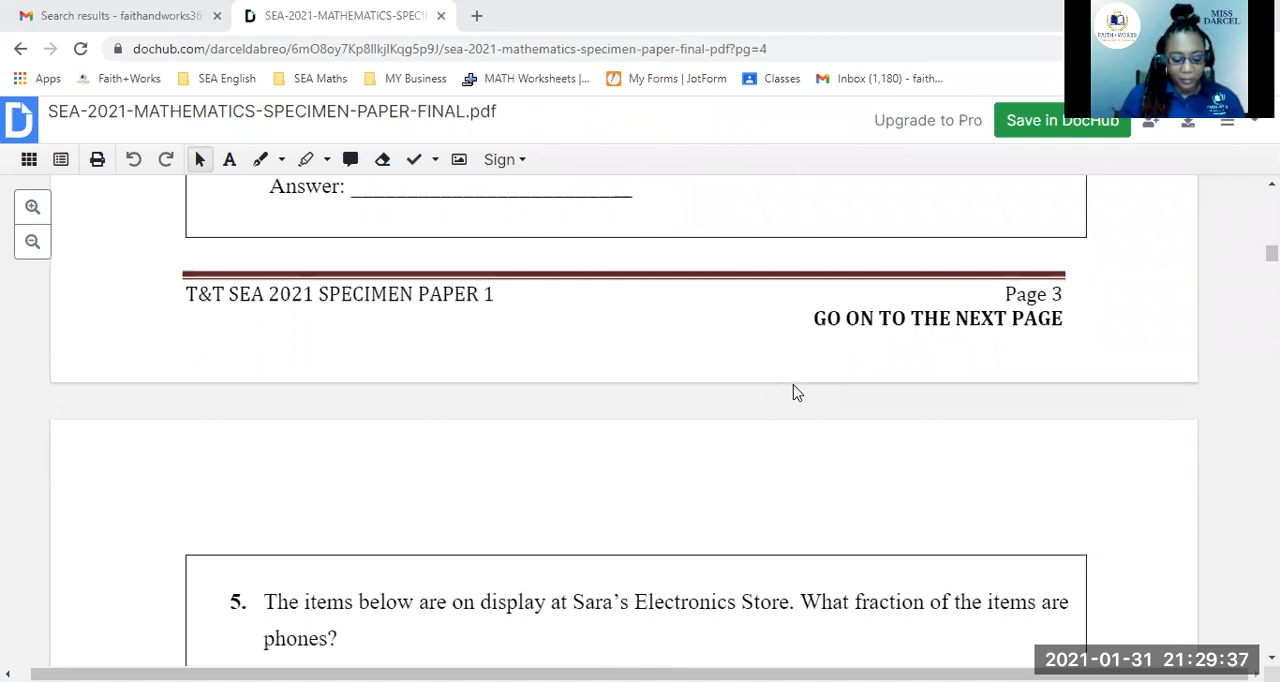 Search results - faithandworks36
SEA-2021-MATHEMATICS-SPECI
dochub.com/darceldabreo/6mO8oy7Kp8llkjlKqg5p9J/sea-2021-mathematics-specimen-paper-final-pdf?pg=4
Apps
Faith+Works
SEA English
SEA Maths
MY Business
MATH Worksheets |...
My Forms | JotForm
Classes
Inbox (1,180) - faith...
MISS
DARCEL
FAITH+WORKS
SEA-2021-MATHEMATICS-SPECIMEN-PAPER-FINAL.pdf
Upgrade to Pro
Save in DocHub
Sign
Answer: _________________________
T&T SEA 2021 SPECIMEN PAPER 1
Page 3
GO ON TO THE NEXT PAGE
5. The items below are on display at Sara's Electronics Store. What fraction of the items are
phones?
2021-01-31 21:29:37